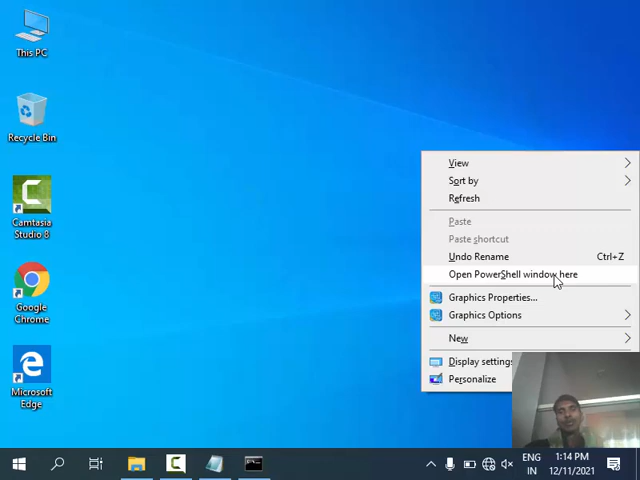 This PC
Recycle Bin
Camtasia
Studio 8
Google
Chrome
Microsoft
Edge
View
Sort by
Refresh
Paste
Paste shortcut
Undo Rename Ctrl+Z
Open PowerShell window here
Graphics Properties...
Graphics Options
New
Display settings
Personalize
ENG
IN
1:14 PM
12/11/2021